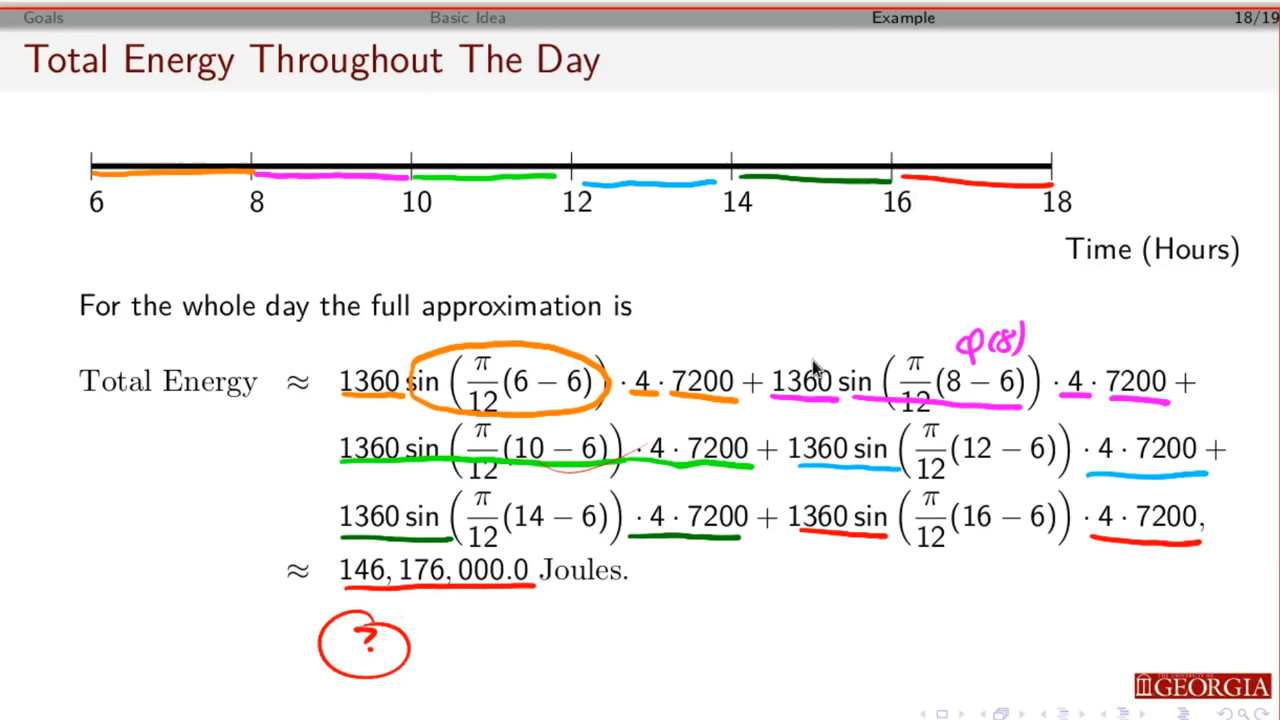 Goals Basic Idea Example 18/19
Total Energy Throughout The Day
6 8 10 12 14 16 18
Time (Hours)
For the whole day the full approximation is
φ(8)
Total Energy ≈ 1360 sin (π/12 (6 − 6)) · 4 · 7200 + 1360 sin (π/12 (8 − 6)) · 4 · 7200 +
1360 sin (π/12 (10 − 6)) · 4 · 7200 + 1360 sin (π/12 (12 − 6)) · 4 · 7200 +
1360 sin (π/12 (14 − 6)) · 4 · 7200 + 1360 sin (π/12 (16 − 6)) · 4 · 7200,
≈ 146, 176, 000.0 Joules.
?
GEORGIA